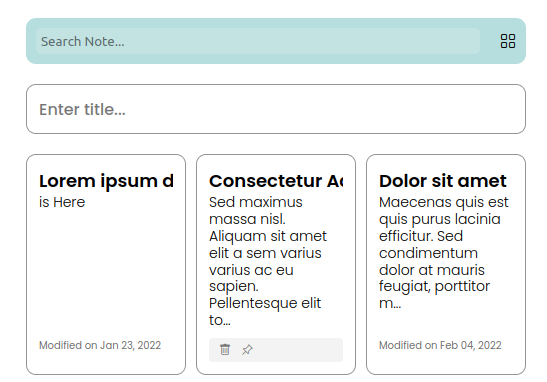 Search Note...
Enter title...
Lorem ipsum d
is Here
Modified on Jan 23, 2022
Consectetur Ac
Sed maximus
massa nisl.
Aliquam sit amet
elit a sem varius
varius ac eu
sapien.
Pellentesque elit
to...
Dolor sit amet
Maecenas quis est
quis purus lacinia
efficitur. Sed
condimentum
dolor at mauris
feugiat, porttitor
m...
Modified on Feb 04, 2022